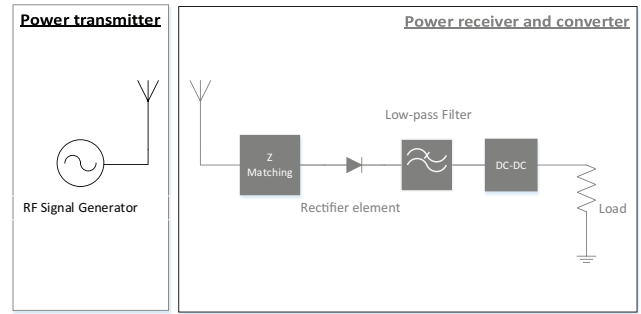 Power transmitter
RF Signal Generator
Power receiver and converter
Low-pass Filter
Z
Matching
DC-DC
Rectifier element
Load